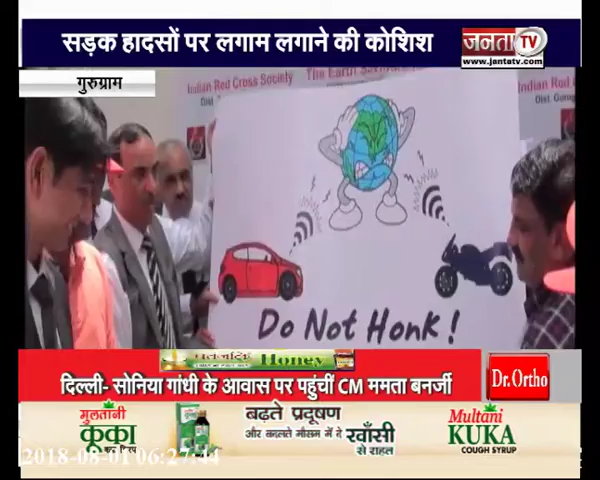 सड़क हादसों पर लगाम लगाने की कोशिश
जनता TV
www.jantatv.com
गुरुग्राम
Indian Red Cross Society
The Earth Saviours
Indian Red C
Do Not Honk!
Honey
दिल्ली- सोनिया गांधी के आवास पर पहुंचीं CM ममता बनर्जी
Dr. Ortho
मुलतानी
कुका
बढ़ते प्रदूषण
और बदलते मौसम में दे खाँसी
से राहत
Multani
KUKA
COUGH SYRUP
2018-08-01 06:27:44